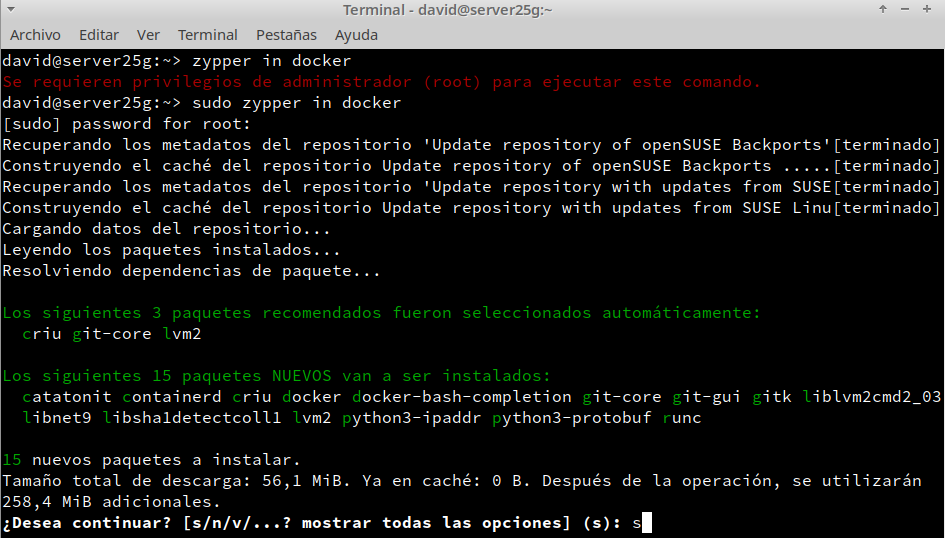 Terminal - david@server25g:~
Archivo Editar Ver Terminal Pestañas Ayuda
david@server25g:~> zypper in docker
Se requieren privilegios de administrador (root) para ejecutar este comando.
david@server25g:~> sudo zypper in docker
[sudo] password for root:
Recuperando los metadatos del repositorio 'Update repository of openSUSE Backports'[terminado]
Construyendo el caché del repositorio Update repository of openSUSE Backports .....[terminado]
Recuperando los metadatos del repositorio 'Update repository with updates from SUSE[terminado]
Construyendo el caché del repositorio Update repository with updates from SUSE Linu[terminado]
Cargando datos del repositorio...
Leyendo los paquetes instalados...
Resolviendo dependencias de paquete...
Los siguientes 3 paquetes recomendados fueron seleccionados automáticamente:
criu git-core lvm2
Los siguientes 15 paquetes NUEVOS van a ser instalados:
catatonit containerd criu docker docker-bash-completion git-core git-gui gitk liblvm2cmd2_03
libnet9 libsha1detectcoll1 lvm2 python3-ipaddr python3-protobuf runc
15 nuevos paquetes a instalar.
Tamaño total de descarga: 56,1 MiB. Ya en caché: 0 B. Después de la operación, se utilizarán
258,4 MiB adicionales.
¿Desea continuar? [s/n/v/...? mostrar todas las opciones] (s): s